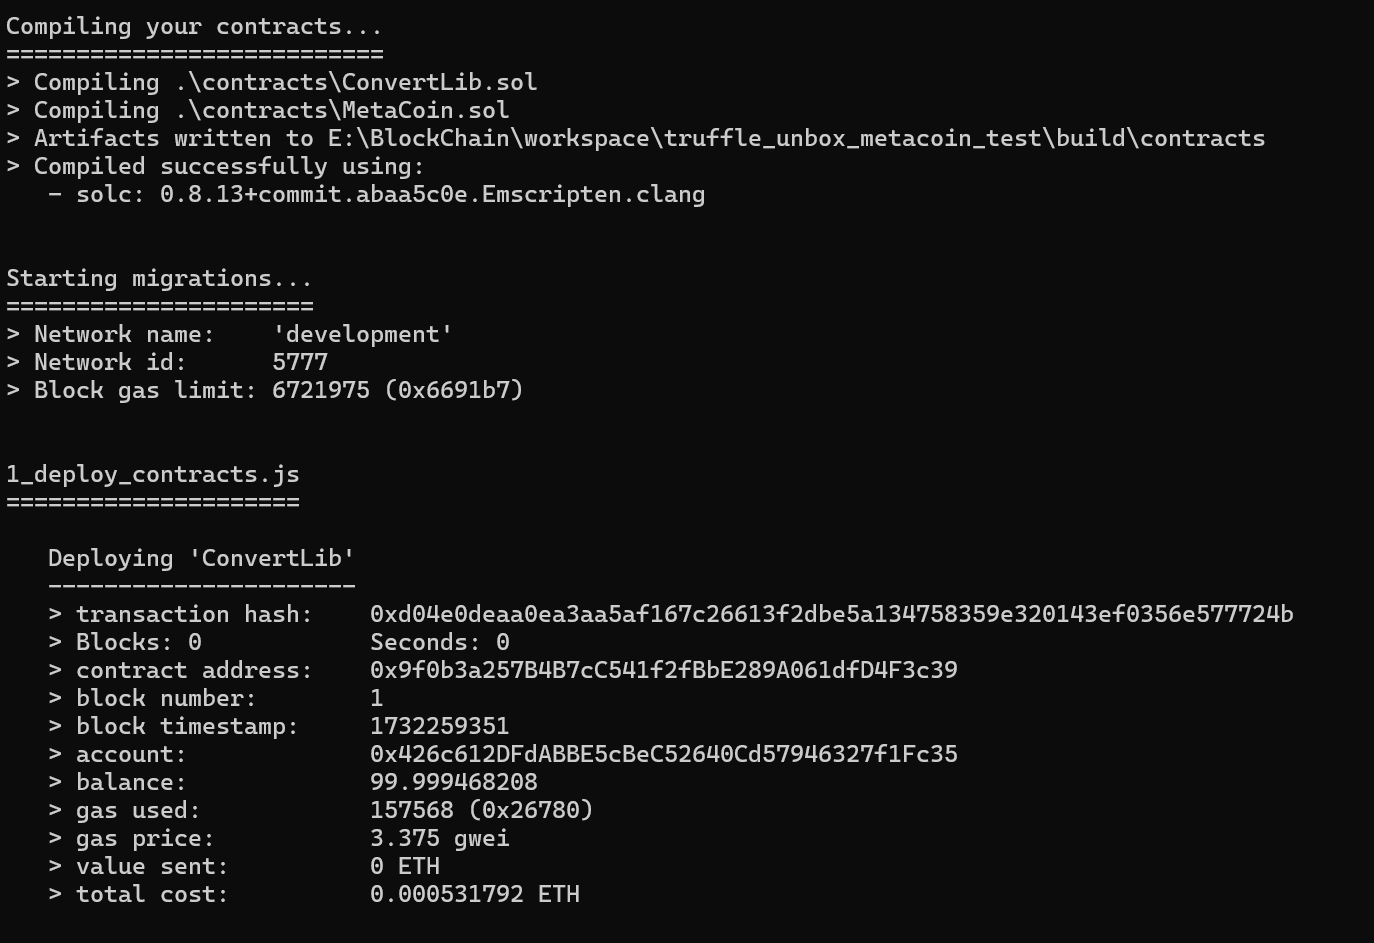 Compiling your contracts...
===========================
> Compiling .\contracts\ConvertLib.sol
> Compiling .\contracts\MetaCoin.sol
> Artifacts written to E:\BlockChain\workspace\truffle_unbox_metacoin_test\build\contracts
> Compiled successfully using:
   - solc: 0.8.13+commit.abaa5c0e.Emscripten.clang
Starting migrations...
======================
> Network name:    'development'
> Network id:      5777
> Block gas limit: 6721975 (0x6691b7)
1_deploy_contracts.js
=====================
   Deploying 'ConvertLib'
   ----------------------
   > transaction hash:    0xd04e0deaa0ea3aa5af167c26613f2dbe5a134758359e320143ef0356e577724b
   > Blocks: 0            Seconds: 0
   > contract address:    0x9f0b3a257B4B7cC541f2fBbE289A061dfD4F3c39
   > block number:        1
   > block timestamp:     1732259351
   > account:             0x426c612DFdABBE5cBeC52640Cd57946327f1Fc35
   > balance:             99.999468208
   > gas used:            157568 (0x26780)
   > gas price:           3.375 gwei
   > value sent:          0 ETH
   > total cost:          0.000531792 ETH